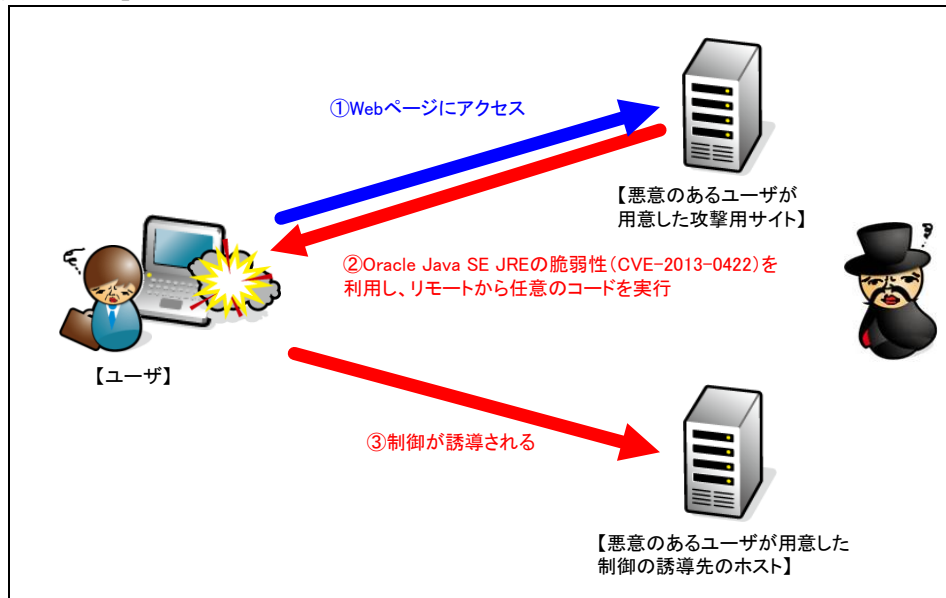 ①Webページにアクセス
【悪意のあるユーザが
用意した攻撃用サイト】
②Oracle Java SE JREの脆弱性(CVE-2013-0422)を
利用し、リモートから任意のコードを実行
【ユーザ】
③制御が誘導される
【悪意のあるユーザが用意した
制御の誘導先のホスト】